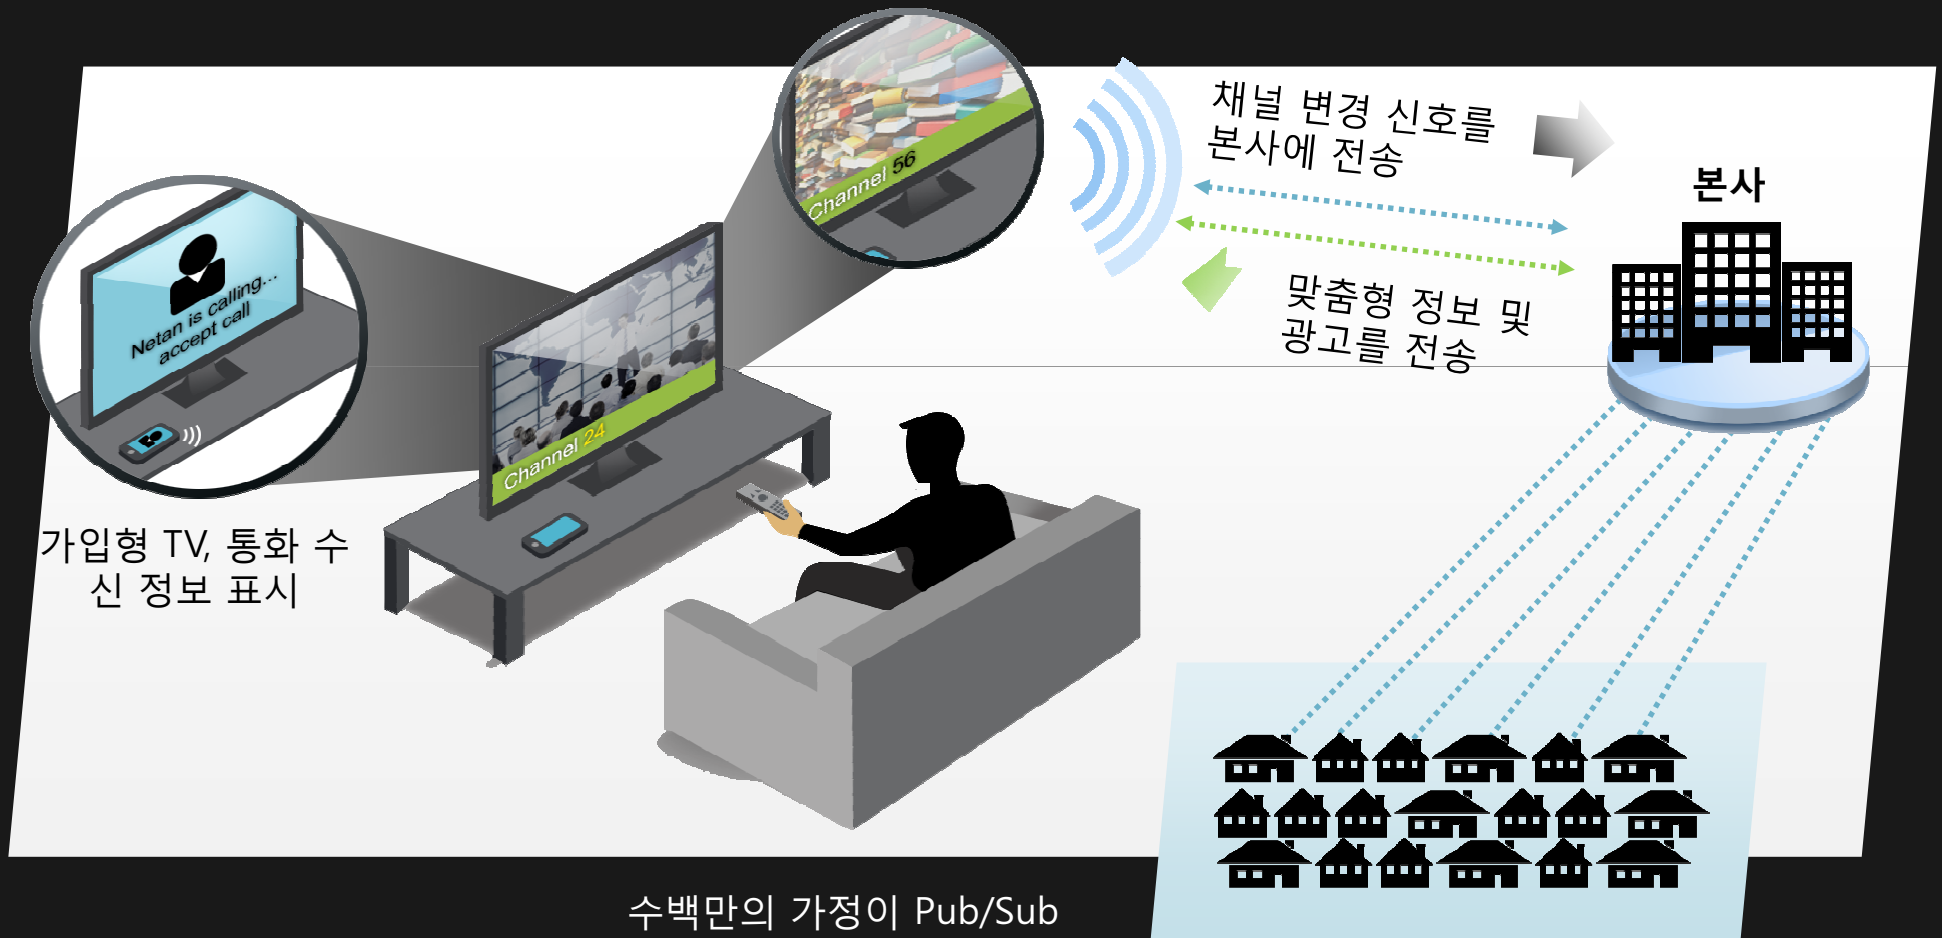 채널 변경 신호를
본사에 전송
본사
Channel 56
Netan is calling...
accept call
맞춤형 정보 및
광고를 전송
Channel 24
가입형 TV, 통화 수
신 정보 표시
수백만의 가정이 Pub/Sub